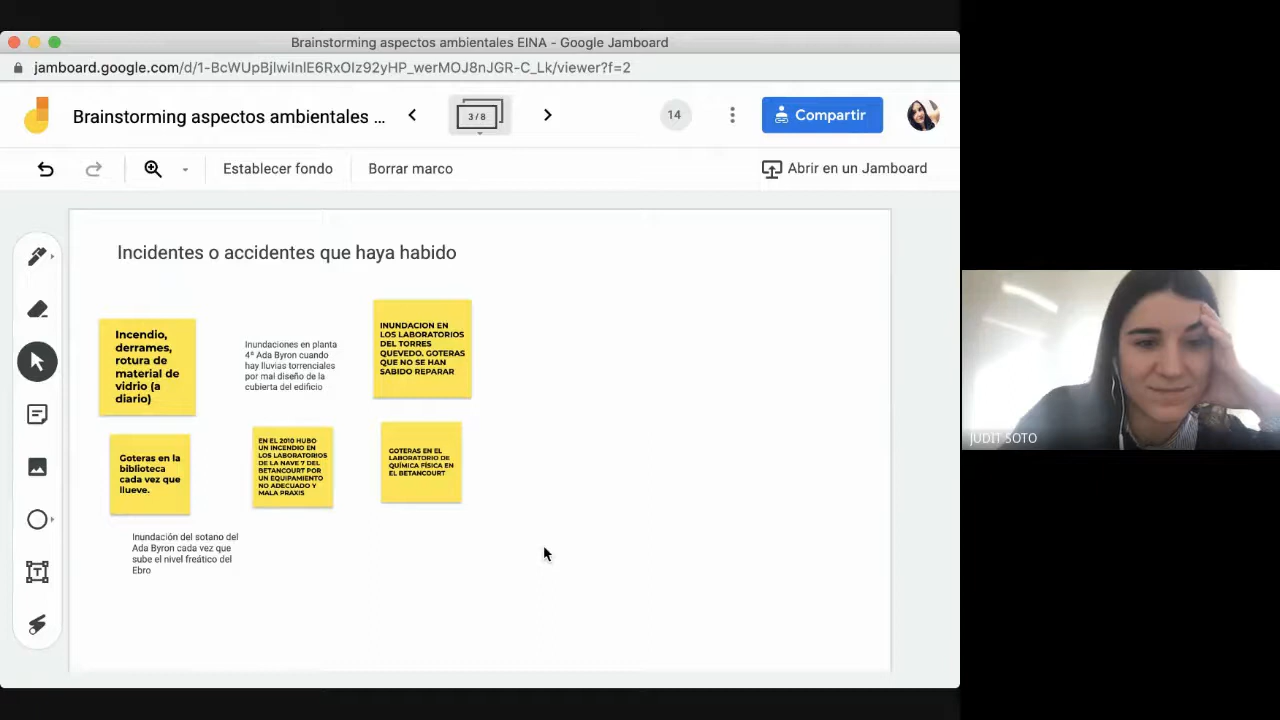 Brainstorming aspectos ambientales EINA - Google Jamboard
jamboard.google.com/d/1-BcWUpBjlwiInlE6RxOIz92yHP_werMOJ8nJGR-C_Lk/viewer?f=2
Brainstorming aspectos ambientales ...
3 / 8
14
Compartir
Establecer fondo
Borrar marco
Abrir en un Jamboard
Incidentes o accidentes que haya habido
Incendio,
derrames,
rotura de
material de
vidrio (a
diario)
Inundaciones en planta
4ª Ada Byron cuando
hay lluvias torrenciales
por mal diseño de la
cubierta del edificio
INUNDACION EN
LOS LABORATORIOS
DEL TORRES
QUEVEDO. GOTERAS
QUE NO SE HAN
SABIDO REPARAR
Goteras en la
biblioteca
cada vez que
llueve.
EN EL 2010 HUBO
UN INCENDIO EN
LOS LABORATORIOS
DE LA NAVE 7 DEL
BETANCOURT POR
UN EQUIPAMIENTO
NO ADECUADO Y
MALA PRAXIS
GOTERAS EN EL
LABORATORIO DE
QUÍMICA FÍSICA EN
EL BETANCOURT
Inundación del sotano del
Ada Byron cada vez que
sube el nivel freático del
Ebro
JUDIT SOTO